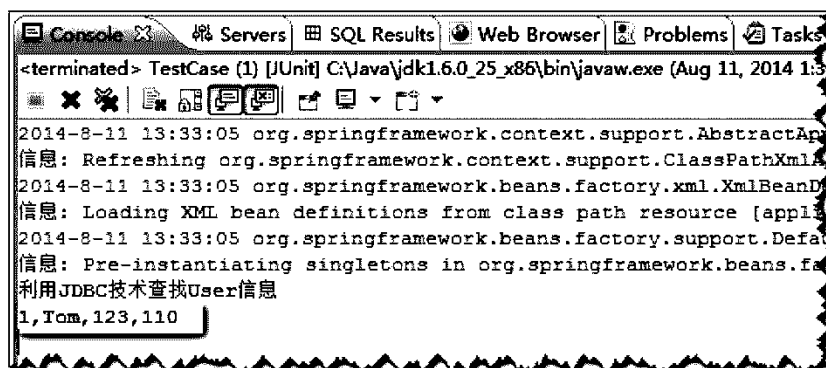 Console Servers SQL Results Web Browser Problems Tasks
<terminated> TestCase (1) [JUnit] C:\Java\jdk1.6.0_25_x86\bin\javaw.exe (Aug 11, 2014 1:3
2014-8-11 13:33:05 org.springframework.context.support.AbstractAp
信息: Refreshing org.springframework.context.support.ClassPathXmlA
2014-8-11 13:33:05 org.springframework.beans.factory.xml.XmlBeanD
信息: Loading XML bean definitions from class path resource [appli
2014-8-11 13:33:05 org.springframework.beans.factory.support.Defa
信息: Pre-instantiating singletons in org.springframework.beans.fa
利用JDBC技术查找User信息
1,Tom,123,110